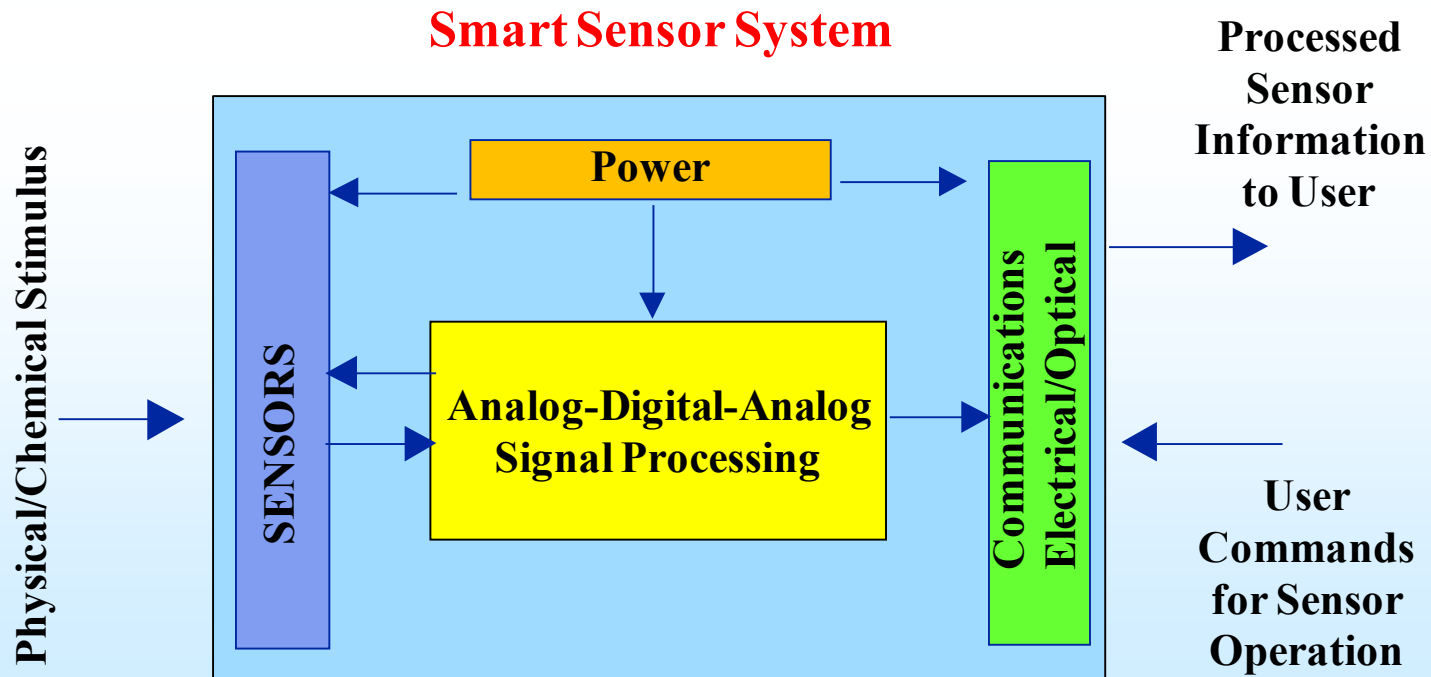 Smart Sensor System
Physical/Chemical Stimulus
SENSORS
Power
Analog-Digital-Analog
Signal Processing
Communications
Electrical/Optical
Processed
Sensor
Information
to User
User
Commands
for Sensor
Operation